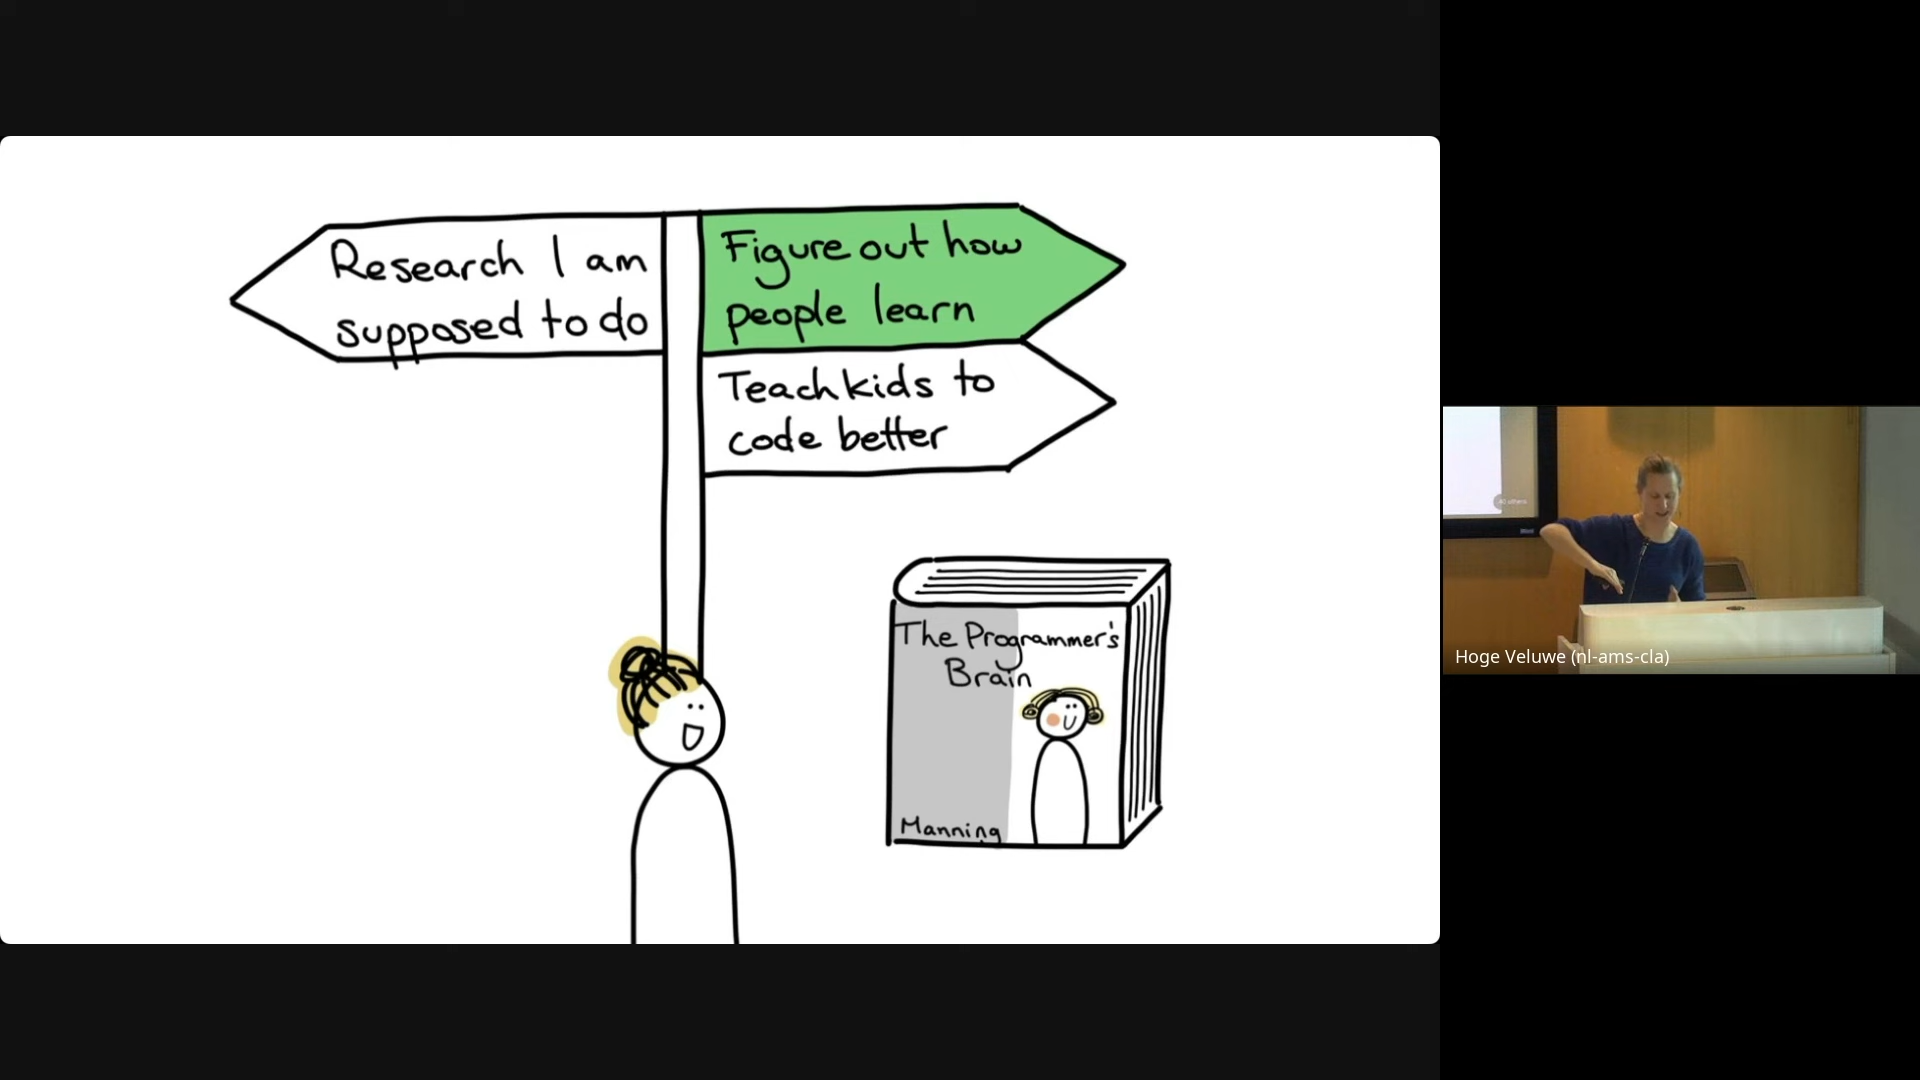 Research I am
supposed to do
Figure out how
people learn
Teach kids to
code better
The Programmer's
Brain
Manning
Hoge Veluwe (nl-ams-cla)